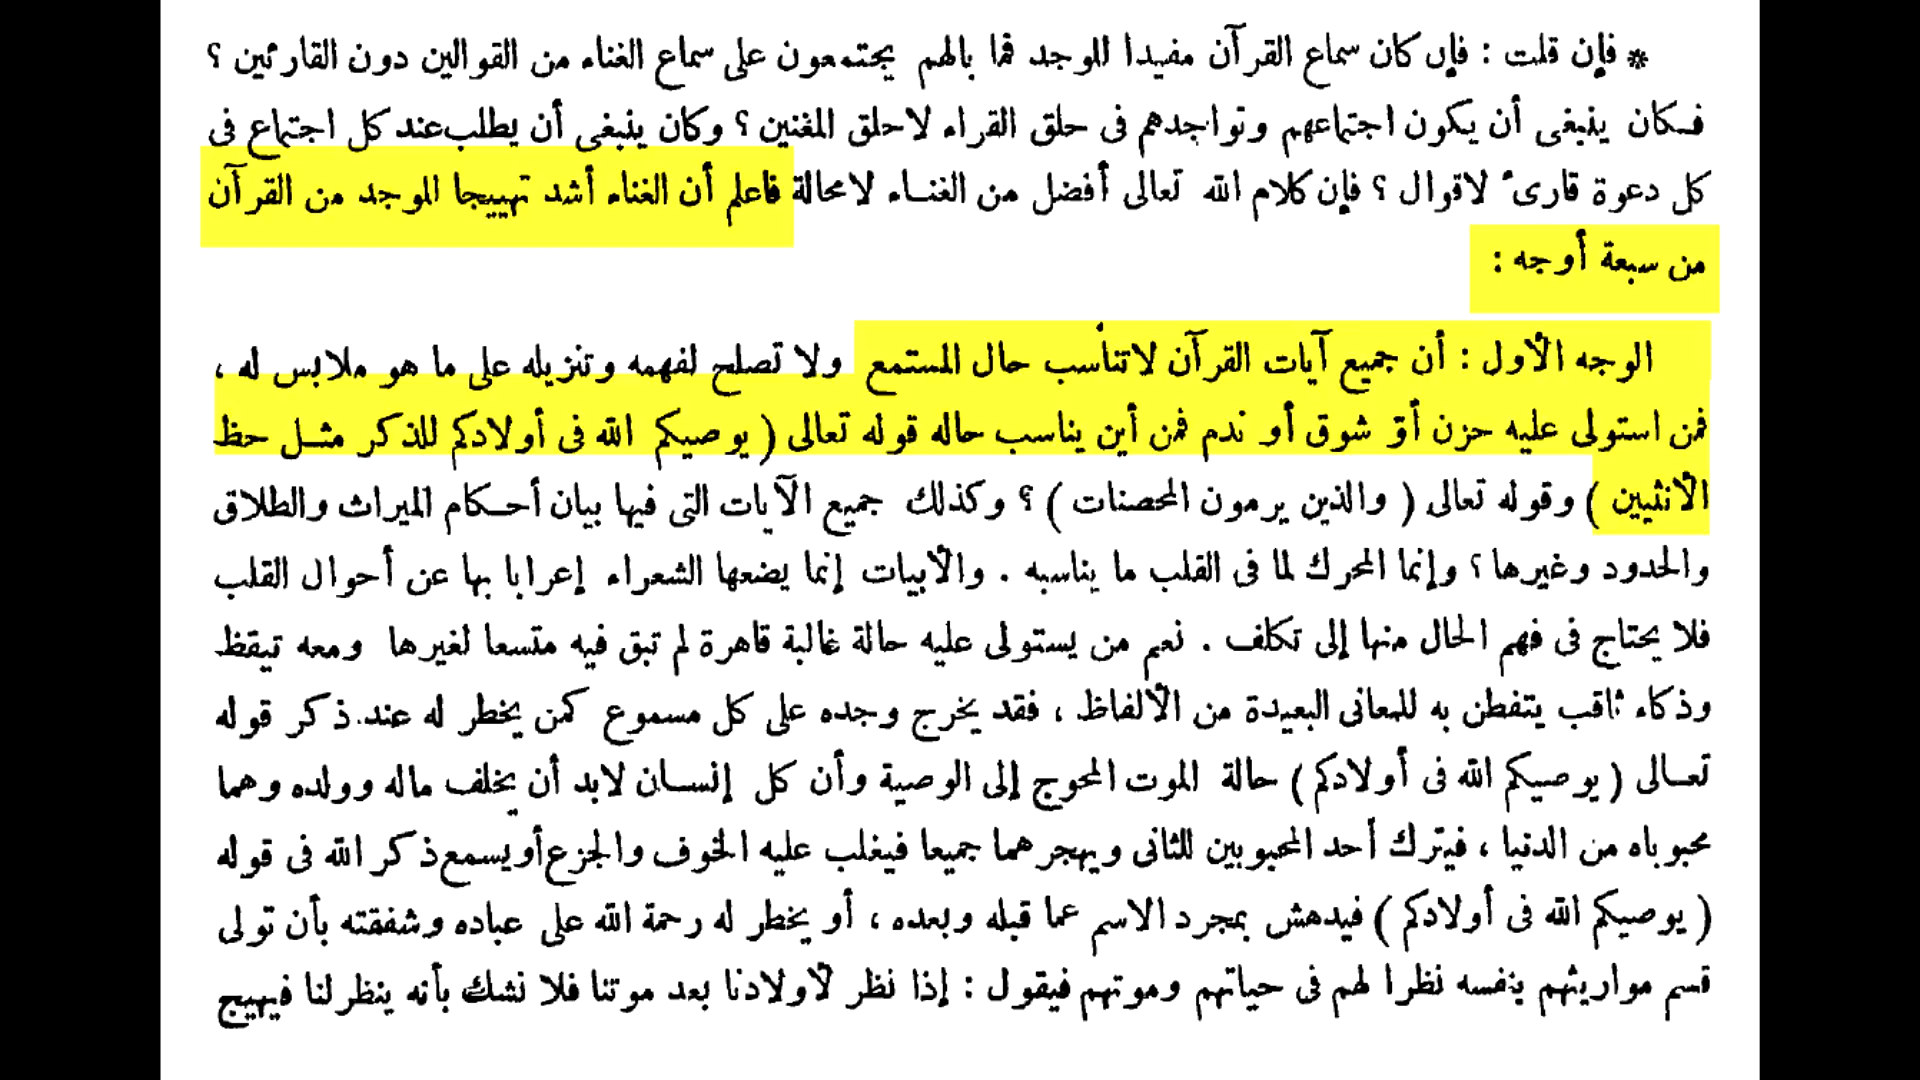 * فإن قلت : فإن كان سماع القرآن مفيدا للوجد فما بالهم يجتمعون على سماع الغناء من القوالين دون القارئين ؟
فكان ينبغى أن يكون اجتماعهم وتواجدهم فى حلق القراء لا حلق المغنين ؟ وكان ينبغى أن يطلب عند كل اجتماع فى
كل دعوة قارئ لا قوال ؟ فإن كلام الله تعالى أفضل من الغناء لا محالة فاعلم أن الغناء أشد تهييجا للوجد من القرآن
من سبعة أوجه :
الوجه الأول : أن جميع آيات القرآن لا تناسب حال المستمع ولا تصلح لفهمه وتنزيله على ما هو ملابس له ،
فمن استولى عليه حزن أو شوق أو ندم فمن أين يناسب حاله قوله تعالى ( يوصيكم الله فى أولادكم للذكر مثل حظ
الأنثيين ) وقوله تعالى ( والذين يرمون المحصنات ) ؟ وكذلك جميع الآيات التى فيها بيان أحكام الميراث والطلاق
والحدود وغيرها ؟ وإنما المحرك لما فى القلب ما يناسبه . والأبيات إنما يضعها الشعراء إعرابا بها عن أحوال القلب
فلا يحتاج فى فهم الحال منها إلى تكلف . نعم من يستولى عليه حالة غالبة قاهرة لم تبق فيه متسعا لغيرها ومعه تيقظ
وذكاء ثاقب يتفطن به للمعانى البعيدة من الألفاظ ، فقد يخرج وجده على كل مسموع كمن يخطر له عند ذكر قوله
تعالى ( يوصيكم الله فى أولادكم ) حالة الموت المحوج إلى الوصية وأن كل إنسان لابد أن يخلف ماله وولده وهما
محبوباه من الدنيا ، فيترك أحد المحبوبين للثانى ويهجرهما جميعا فيغلب عليه الخوف والجزع أو يسمع ذكر الله فى قوله
( يوصيكم الله فى أولادكم ) فيدهش بمجرد الاسم عما قبله وبعده ، أو يخطر له رحمة الله على عباده وشفقته بأن تولى
قسم مواريثهم بنفسه نظرا لهم فى حياتهم وموتهم فيقول : إذا نظر لأولادنا بعد موتنا فلا نشك بأنه ينظر لنا فيهيج